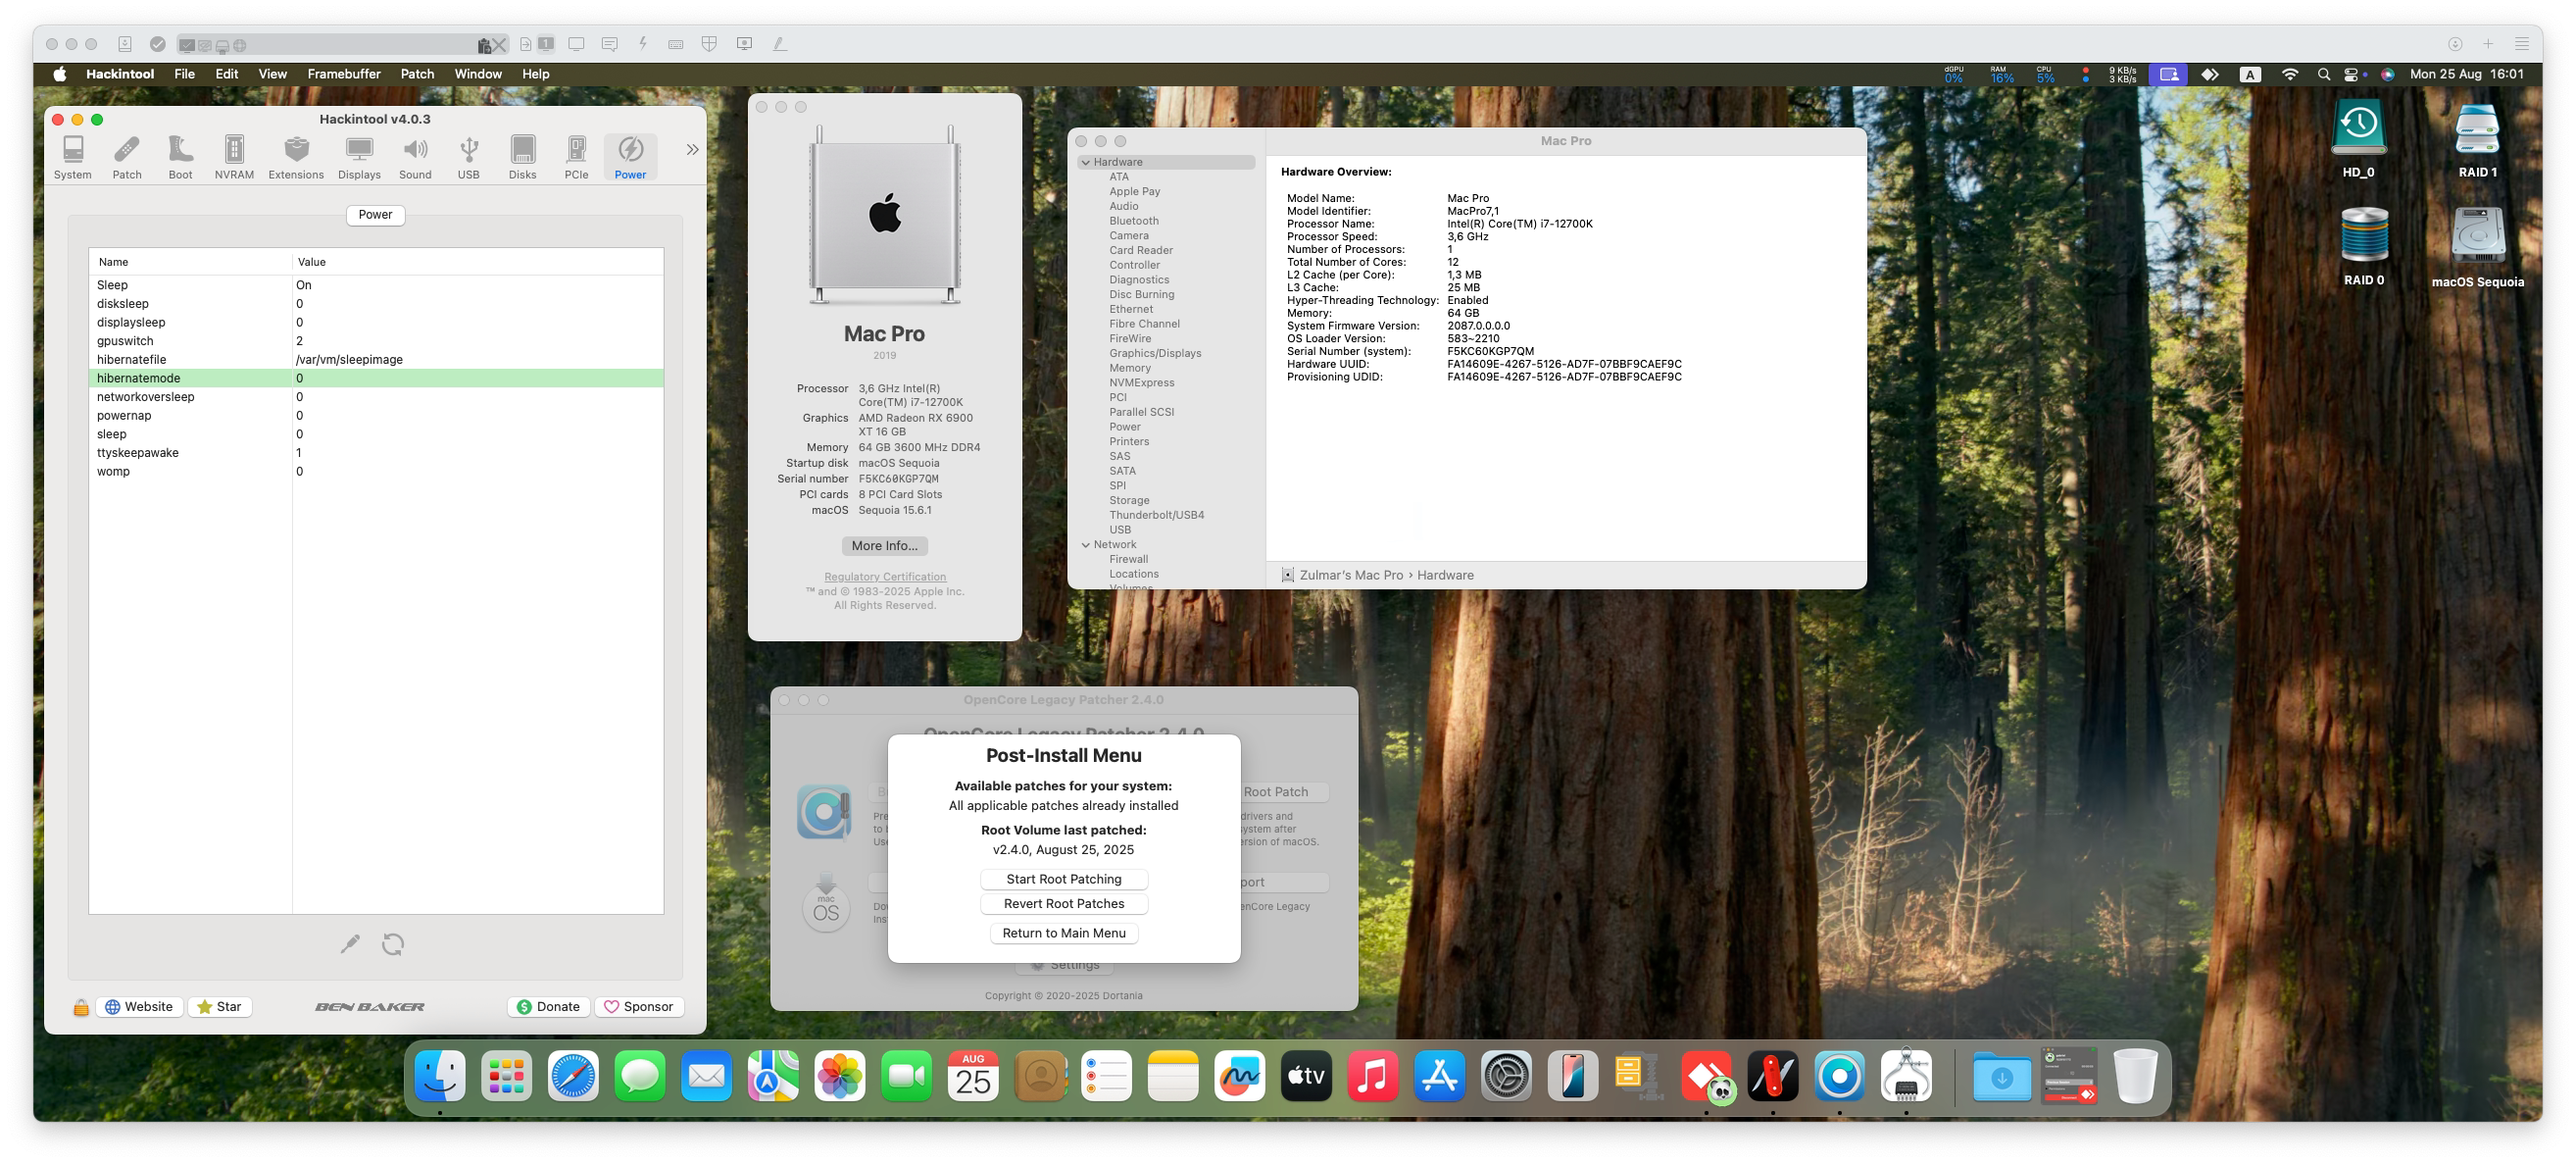 Hackintool File Edit View Framebuffer Patch Window Help
dGPU 0% RAM 16% CPU 5% 9 KB/s 3 KB/s A Mon 25 Aug 16:01
Hackintool v4.0.3
System Patch Boot NVRAM Extensions Displays Sound USB Disks PCIe Power
Power
Name Value
Sleep On
disksleep 0
displaysleep 0
gpuswitch 2
hibernatefile /var/vm/sleepimage
hibernatemode 0
networkoversleep 0
powernap 0
sleep 0
ttyskeepawake 1
womp 0
Website Star BEN BAKER Donate Sponsor
Mac Pro
2019
Processor 3,6 GHz Intel(R)
Core(TM) i7-12700K
Graphics AMD Radeon RX 6900
XT 16 GB
Memory 64 GB 3600 MHz DDR4
Startup disk macOS Sequoia
Serial number F5KC60KGP7QM
PCI cards 8 PCI Card Slots
macOS Sequoia 15.6.1
More Info...
Regulatory Certification
™ and © 1983-2025 Apple Inc.
All Rights Reserved.
Mac Pro
Hardware
ATA
Apple Pay
Audio
Bluetooth
Camera
Card Reader
Controller
Diagnostics
Disc Burning
Ethernet
Fibre Channel
FireWire
Graphics/Displays
Memory
NVMExpress
PCI
Parallel SCSI
Power
Printers
SAS
SATA
SPI
Storage
Thunderbolt/USB4
USB
Network
Firewall
Locations
Volumes
Hardware Overview:
Model Name: Mac Pro
Model Identifier: MacPro7,1
Processor Name: Intel(R) Core(TM) i7-12700K
Processor Speed: 3,6 GHz
Number of Processors: 1
Total Number of Cores: 12
L2 Cache (per Core): 1,3 MB
L3 Cache: 25 MB
Hyper-Threading Technology: Enabled
Memory: 64 GB
System Firmware Version: 2087.0.0.0.0
OS Loader Version: 583~2210
Serial Number (system): F5KC60KGP7QM
Hardware UUID: FA14609E-4267-5126-AD7F-07BBF9CAEF9C
Provisioning UDID: FA14609E-4267-5126-AD7F-07BBF9CAEF9C
Zulmar's Mac Pro › Hardware
HD_0
RAID 1
RAID 0
macOS Sequoia
OpenCore Legacy Patcher 2.4.0
OpenCore Legacy Patcher 2.4.0
Root Patch
drivers and
version of macOS.
Post-Install Menu
Available patches for your system:
All applicable patches already installed
Root Volume last patched:
v2.4.0, August 25, 2025
Start Root Patching
Revert Root Patches
Return to Main Menu
mac
OS
Settings
Copyright © 2020-2025 Dortania
AUG
25
tv